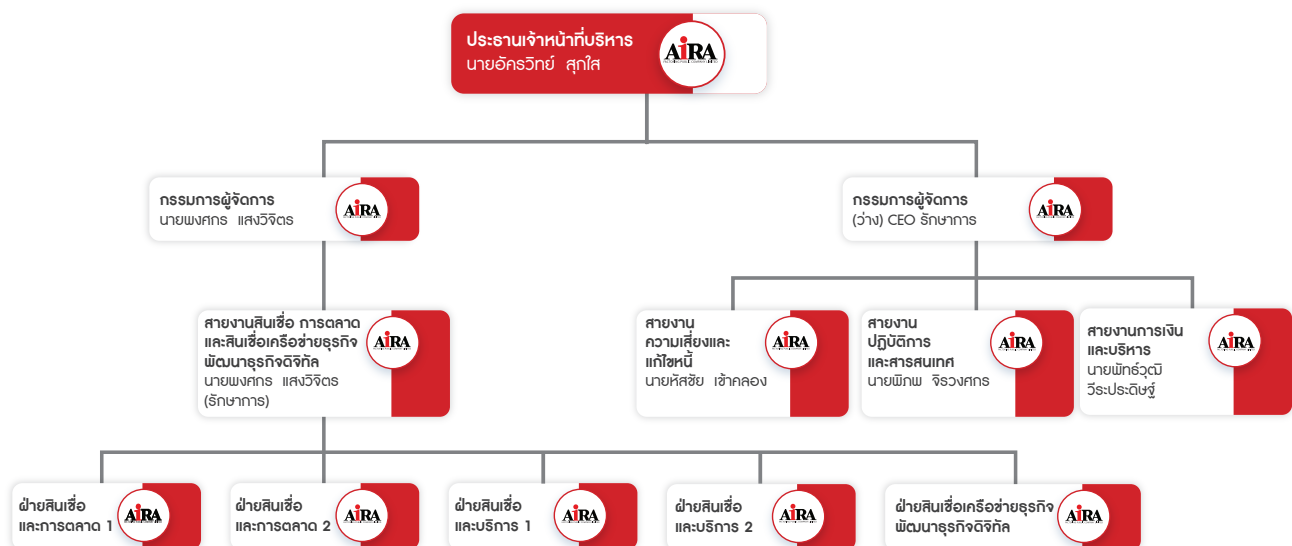 ประธานเจ้าหน้าที่บริหาร
นายอัครวิทย์ สุกใส
AiRA
กรรมการผู้จัดการ
นายพงศกร แสงวิจิตร
AiRA
กรรมการผู้จัดการ
(ว่าง) CEO รักษาการ
AiRA
สายงานสินเชื่อ การตลาด
และสินเชื่อเครือข่ายธุรกิจ
พัฒนาธุรกิจดิจิทัล
นายพงศกร แสงวิจิตร
(รักษาการ)
AiRA
สายงาน
ความเสี่ยงและ
แก้ไขหนี้
นายหัสชัย เข้าคลอง
AiRA
สายงาน
ปฏิบัติการ
และสารสนเทศ
นายพิภพ จิรวงศกร
AiRA
สายงานการเงิน
และบริหาร
นายพัทธ์วุฒิ
วีระประดิษฐ์
AiRA
ฝ่ายสินเชื่อ
และการตลาด 1
AiRA
ฝ่ายสินเชื่อ
และการตลาด 2
AiRA
ฝ่ายสินเชื่อ
และบริการ 1
AiRA
ฝ่ายสินเชื่อ
และบริการ 2
AiRA
ฝ่ายสินเชื่อเครือข่ายธุรกิจ
พัฒนาธุรกิจดิจิทัล
AiRA